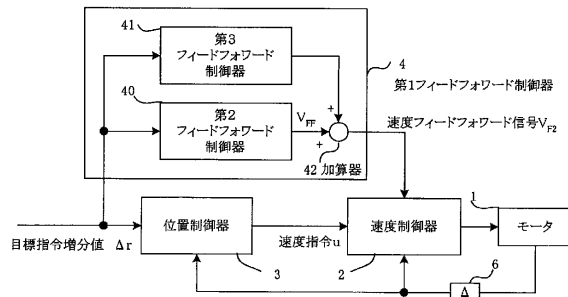 41
第3
フィードフォワード
制御器
4
第1フィードフォワード制御器
40
第2
フィードフォワード
制御器
V_FF
+
+
42 加算器
速度フィードフォワード信号V_F2
目標指令増分値 Δr
位置制御器
3
速度指令u
速度制御器
2
1
モータ
6
Δ